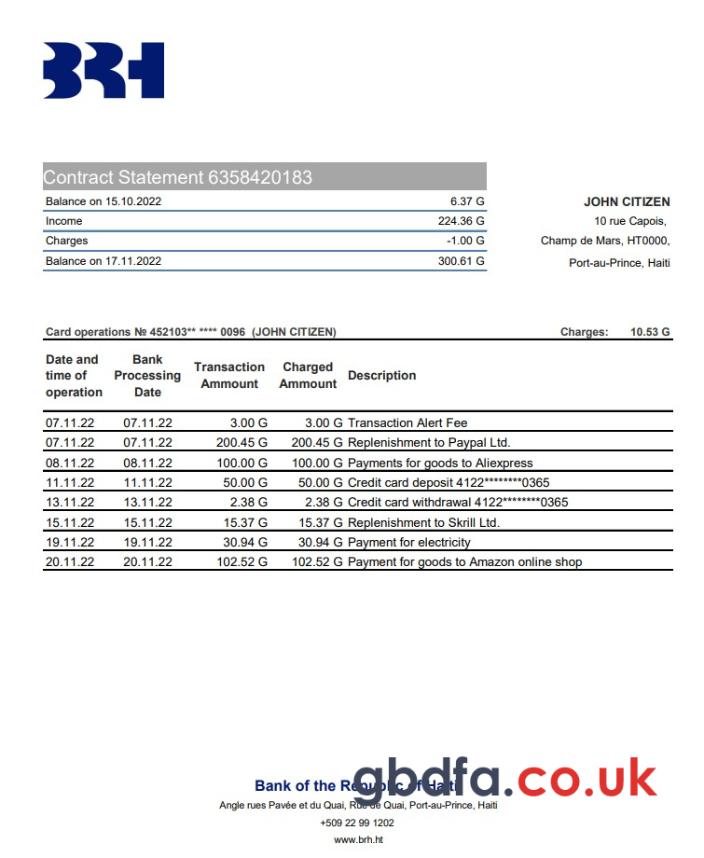 BRH
Contract Statement 6358420183
Balance on 15.10.2022 6.37 G
Income 224.36 G
Charges -1.00 G
Balance on 17.11.2022 300.61 G
JOHN CITIZEN
10 rue Capois,
Champ de Mars, HT0000,
Port-au-Prince, Haiti
Card operations № 452103** **** 0096 (JOHN CITIZEN) Charges: 10.53 G
Date and time of operation Bank Processing Date Transaction Ammount Charged Ammount Description
07.11.22 07.11.22 3.00 G 3.00 G Transaction Alert Fee
07.11.22 07.11.22 200.45 G 200.45 G Replenishment to Paypal Ltd.
08.11.22 08.11.22 100.00 G 100.00 G Payments for goods to Aliexpress
11.11.22 11.11.22 50.00 G 50.00 G Credit card deposit 4122********0365
13.11.22 13.11.22 2.38 G 2.38 G Credit card withdrawal 4122********0365
15.11.22 15.11.22 15.37 G 15.37 G Replenishment to Skrill Ltd.
19.11.22 19.11.22 30.94 G 30.94 G Payment for electricity
20.11.22 20.11.22 102.52 G 102.52 G Payment for goods to Amazon online shop
gbdfa.co.uk
Bank of the Republic of Haiti
Angle rues Pavée et du Quai, Rue de Quai, Port-au-Prince, Haiti
+509 22 99 1202
www.brh.ht